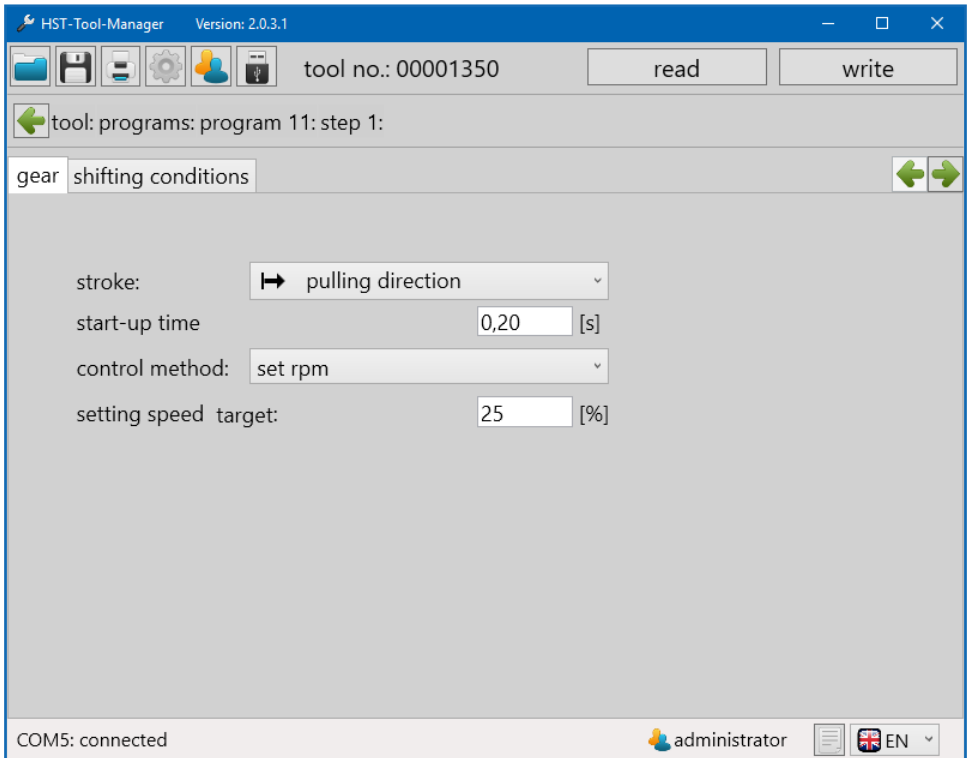 HST-Tool-Manager Version: 2.0.3.1
tool no.: 00001350 read write
tool: programs: program 11: step 1:
gear shifting conditions
stroke: pulling direction
start-up time 0,20 [s]
control method: set rpm
setting speed target: 25 [%]
COM5: connected administrator EN